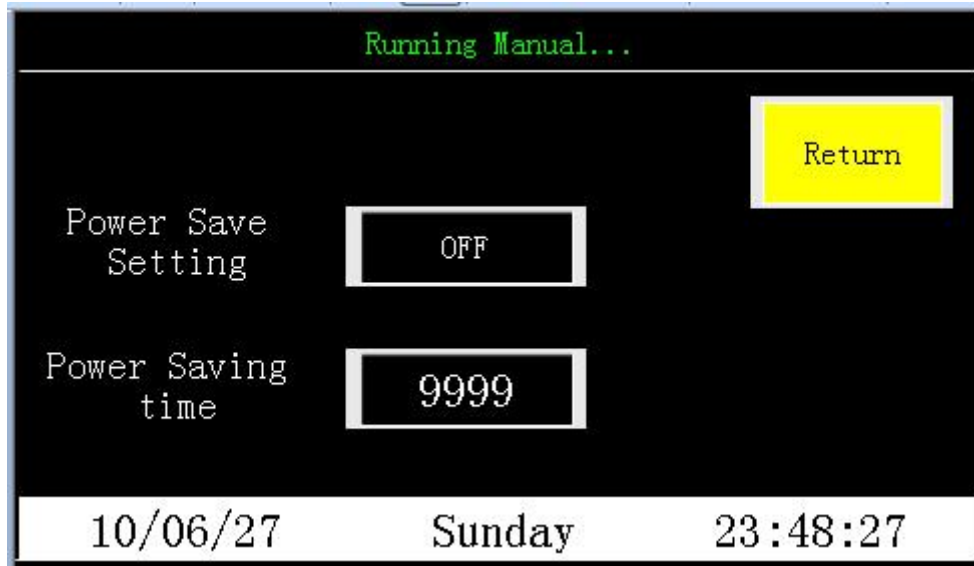 Running Manual...
Return
Power Save
Setting
OFF
Power Saving
time
9999
10/06/27 Sunday 23:48:27